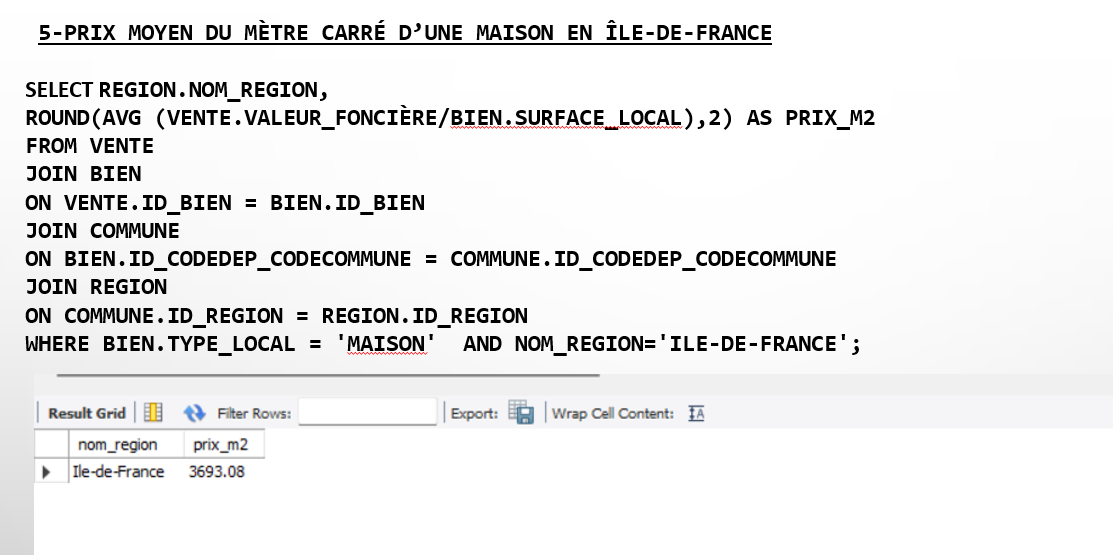 5-PRIX MOYEN DU MÈTRE CARRÉ D’UNE MAISON EN ÎLE-DE-FRANCE
SELECT REGION.NOM_REGION,
ROUND(AVG (VENTE.VALEUR_FONCIÈRE/BIEN.SURFACE_LOCAL),2) AS PRIX_M2
FROM VENTE
JOIN BIEN
ON VENTE.ID_BIEN = BIEN.ID_BIEN
JOIN COMMUNE
ON BIEN.ID_CODEDEP_CODECOMMUNE = COMMUNE.ID_CODEDEP_CODECOMMUNE
JOIN REGION
ON COMMUNE.ID_REGION = REGION.ID_REGION
WHERE BIEN.TYPE_LOCAL = 'MAISON'  AND NOM_REGION='ILE-DE-FRANCE';
Result Grid Filter Rows: Export: Wrap Cell Content: IA
nom_region prix_m2
Ile-de-France 3693.08